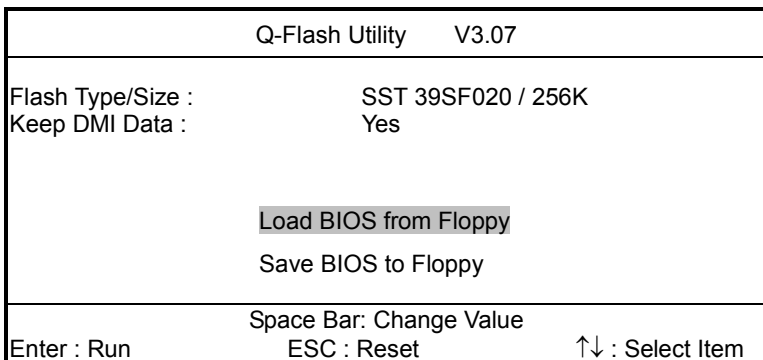 Q-Flash Utility V3.07
Flash Type/Size : SST 39SF020 / 256K
Keep DMI Data : Yes
Load BIOS from Floppy
Save BIOS to Floppy
Space Bar: Change Value
Enter : Run ESC : Reset ↑↓ : Select Item